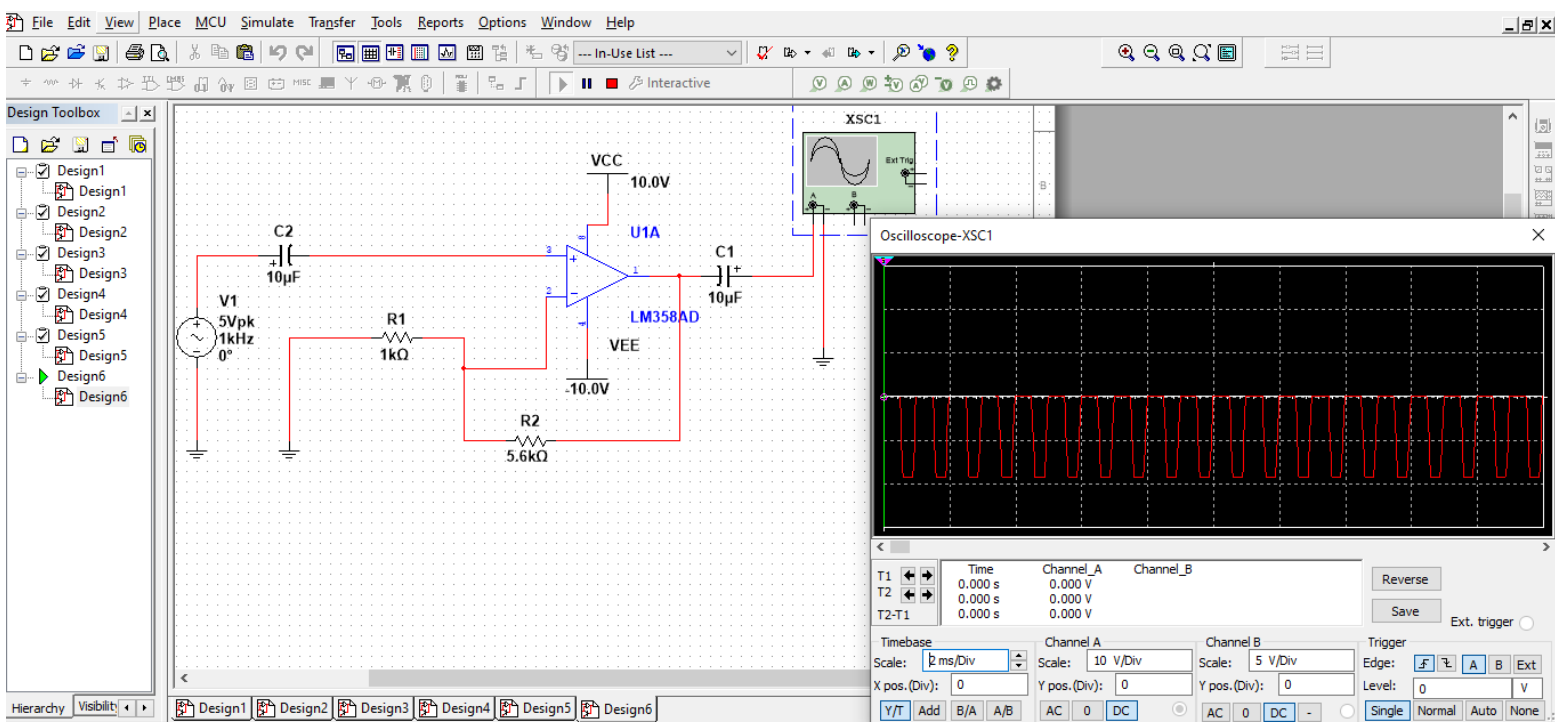 File Edit View Place MCU Simulate Transfer Tools Reports Options Window Help
--- In-Use List ---
MISC
Interactive
Design Toolbox
Design1
Design1
Design2
Design2
Design3
Design3
Design4
Design4
Design5
Design5
Design6
Design6
Hierarchy Visibility
XSC1
Ext Trig
A B
B
VCC
10.0V
U1A
8
3
1
2
4
LM358AD
C2
10µF
C1
10µF
V1
5Vpk
1kHz
0°
R1
1kΩ
VEE
-10.0V
R2
5.6kΩ
Design1 Design2 Design3 Design4 Design5 Design6
Oscilloscope-XSC1
Time Channel_A Channel_B
T1 0.000 s 0.000 V
T2 0.000 s 0.000 V
T2-T1 0.000 s 0.000 V
Reverse
Save
Ext. trigger
Timebase
Scale: 2 ms/Div
X pos.(Div): 0
Y/T Add B/A A/B
Channel A
Scale: 10 V/Div
Y pos.(Div): 0
AC 0 DC
Channel B
Scale: 5 V/Div
Y pos.(Div): 0
AC 0 DC -
Trigger
Edge: A B Ext
Level: 0 V
Single Normal Auto None